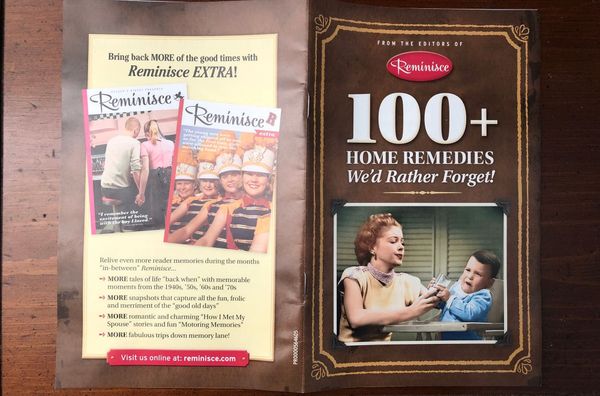 Bring back MORE of the good times with
Reminisce EXTRA!
Reminisce
Reminisce
extra
"I remember the
excitement of being
with the boy I loved."
Relive even more reader memories during the months
"in-between" Reminisce...
MORE tales of life "back when" with memorable
moments from the 1940s, '50s, '60s and '70s
MORE snapshots that capture all the fun, frolic
and merriment of the "good old days"
MORE romantic and charming "How I Met My
Spouse" stories and fun "Motoring Memories"
MORE fabulous trips down memory lane!
Visit us online at: reminisce.com
FROM THE EDITORS OF
Reminisce
100+
HOME REMEDIES
We'd Rather Forget!